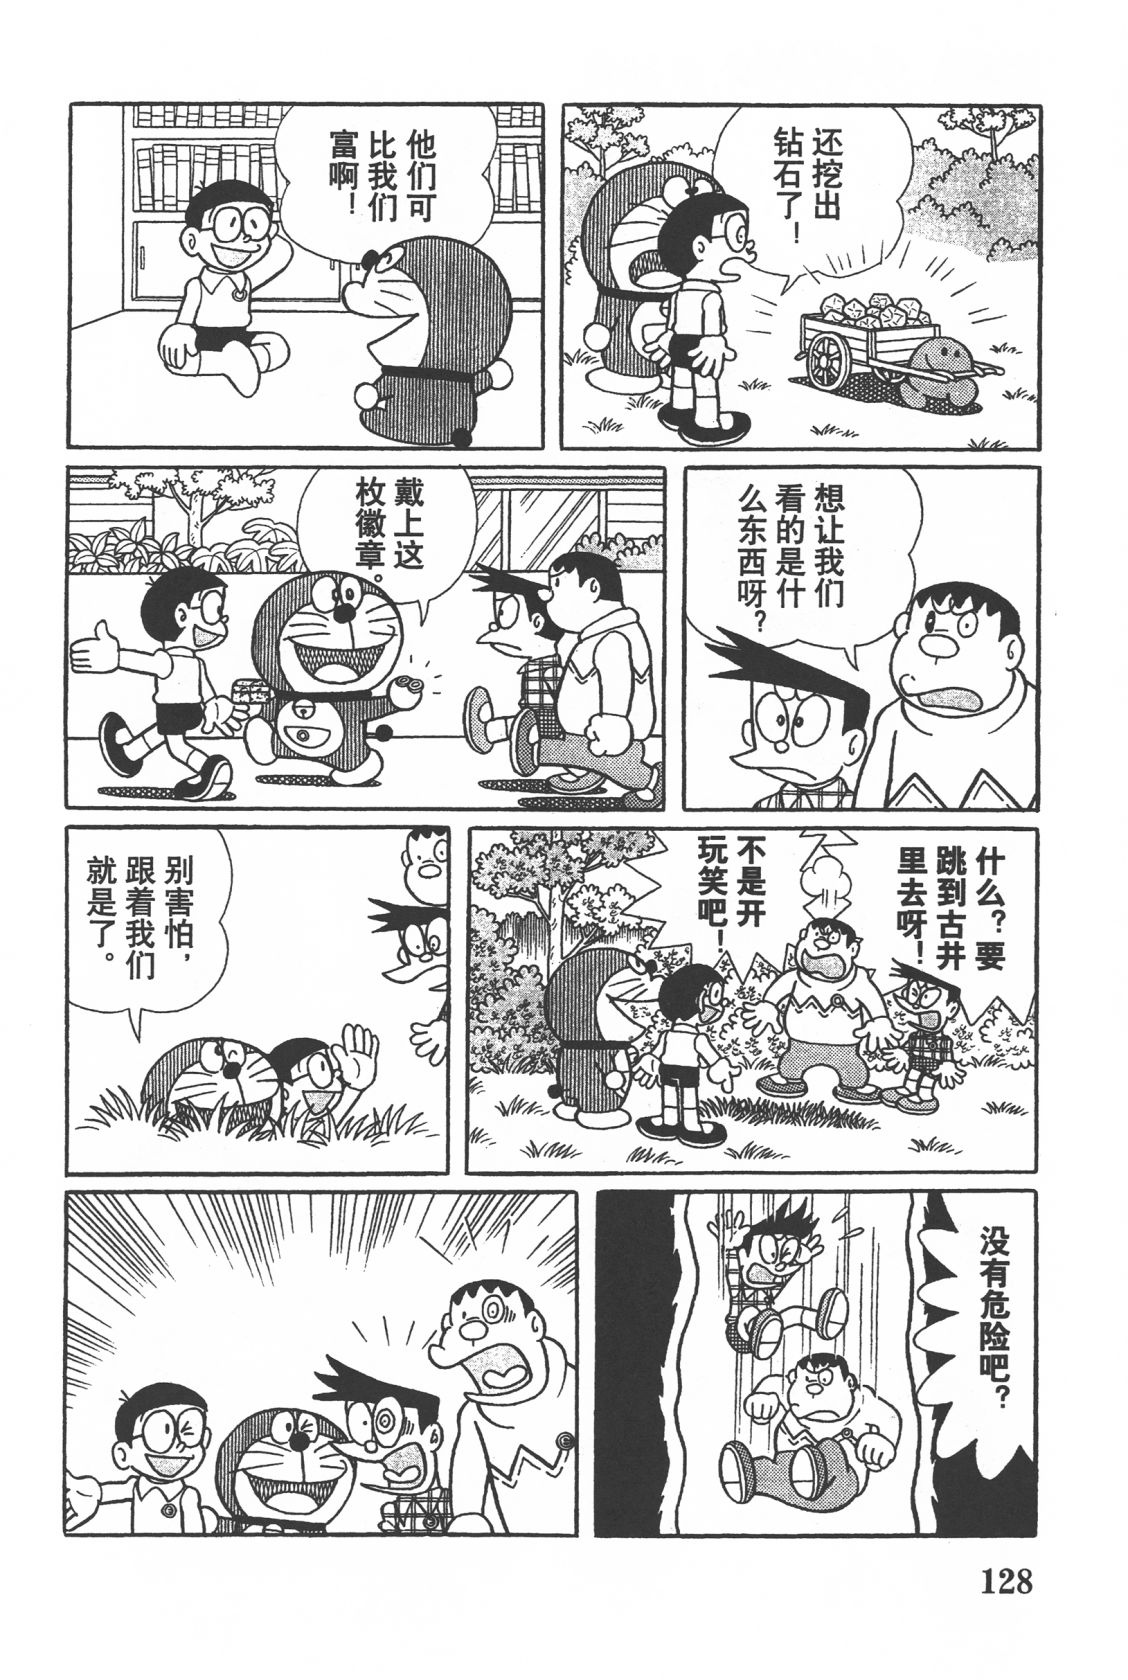 还挖出
钻石了！
他们可
比我们
富啊！
想让我们
看的是什
么东西呀？
戴上这
枚徽章。
什么？要
跳到古井
里去呀！
不是开
玩笑吧！
别害怕，
跟着我们
就是了。
没有危险吧？
128